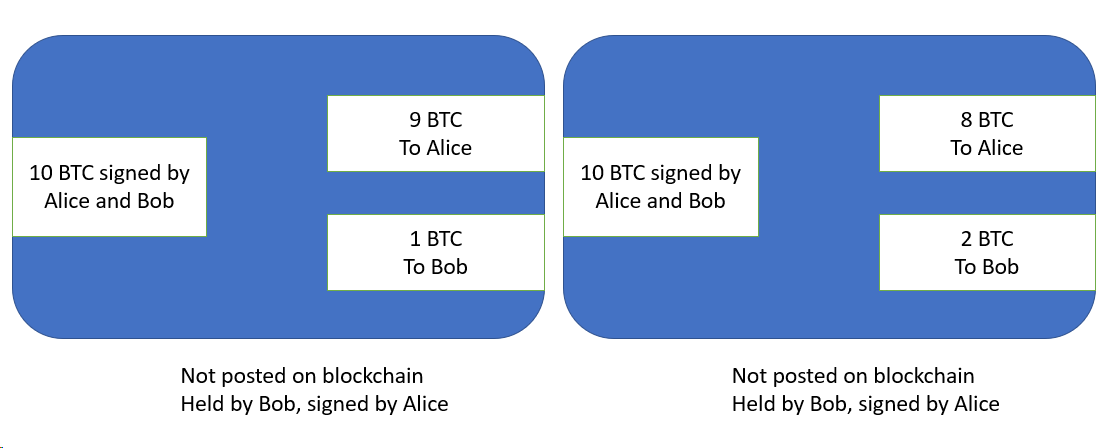 10 BTC signed by
Alice and Bob
9 BTC
To Alice
1 BTC
To Bob
Not posted on blockchain
Held by Bob, signed by Alice
10 BTC signed by
Alice and Bob
8 BTC
To Alice
2 BTC
To Bob
Not posted on blockchain
Held by Bob, signed by Alice